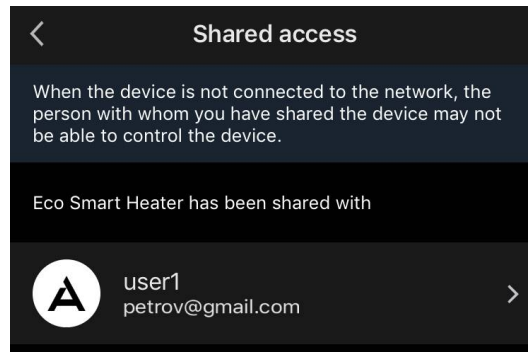 Shared access
When the device is not connected to the network, the
person with whom you have shared the device may not
be able to control the device.
Eco Smart Heater has been shared with
user1
petrov@gmail.com